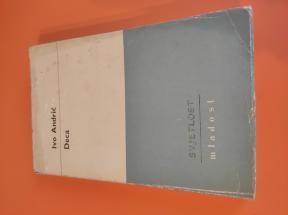 Ivo Andrić
Deca
SVJETLOST
mladost